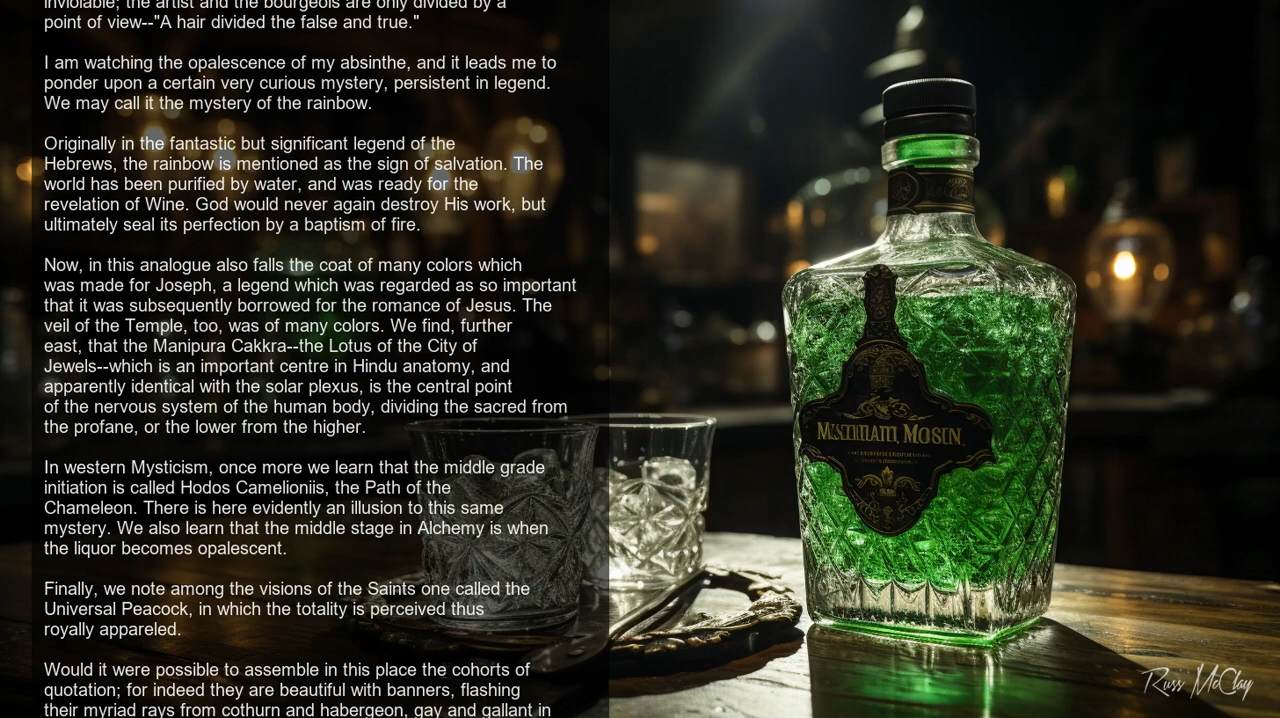 inviolable; the artist and the bourgeois are only divided by a
point of view--"A hair divided the false and true."
I am watching the opalescence of my absinthe, and it leads me to
ponder upon a certain very curious mystery, persistent in legend.
We may call it the mystery of the rainbow.
Originally in the fantastic but significant legend of the
Hebrews, the rainbow is mentioned as the sign of salvation. The
world has been purified by water, and was ready for the
revelation of Wine. God would never again destroy His work, but
ultimately seal its perfection by a baptism of fire.
Now, in this analogue also falls the coat of many colors which
was made for Joseph, a legend which was regarded as so important
that it was subsequently borrowed for the romance of Jesus. The
veil of the Temple, too, was of many colors. We find, further
east, that the Manipura Cakkra--the Lotus of the City of
Jewels--which is an important centre in Hindu anatomy, and
apparently identical with the solar plexus, is the central point
of the nervous system of the human body, dividing the sacred from
the profane, or the lower from the higher.
In western Mysticism, once more we learn that the middle grade
initiation is called Hodos Camelioniis, the Path of the
Chameleon. There is here evidently an illusion to this same
mystery. We also learn that the middle stage in Alchemy is when
the liquor becomes opalescent.
Finally, we note among the visions of the Saints one called the
Universal Peacock, in which the totality is perceived thus
royally appareled.
Would it were possible to assemble in this place the cohorts of
quotation; for indeed they are beautiful with banners, flashing
their myriad rays from cothurn and habergeon, gay and gallant in
Russ McClay